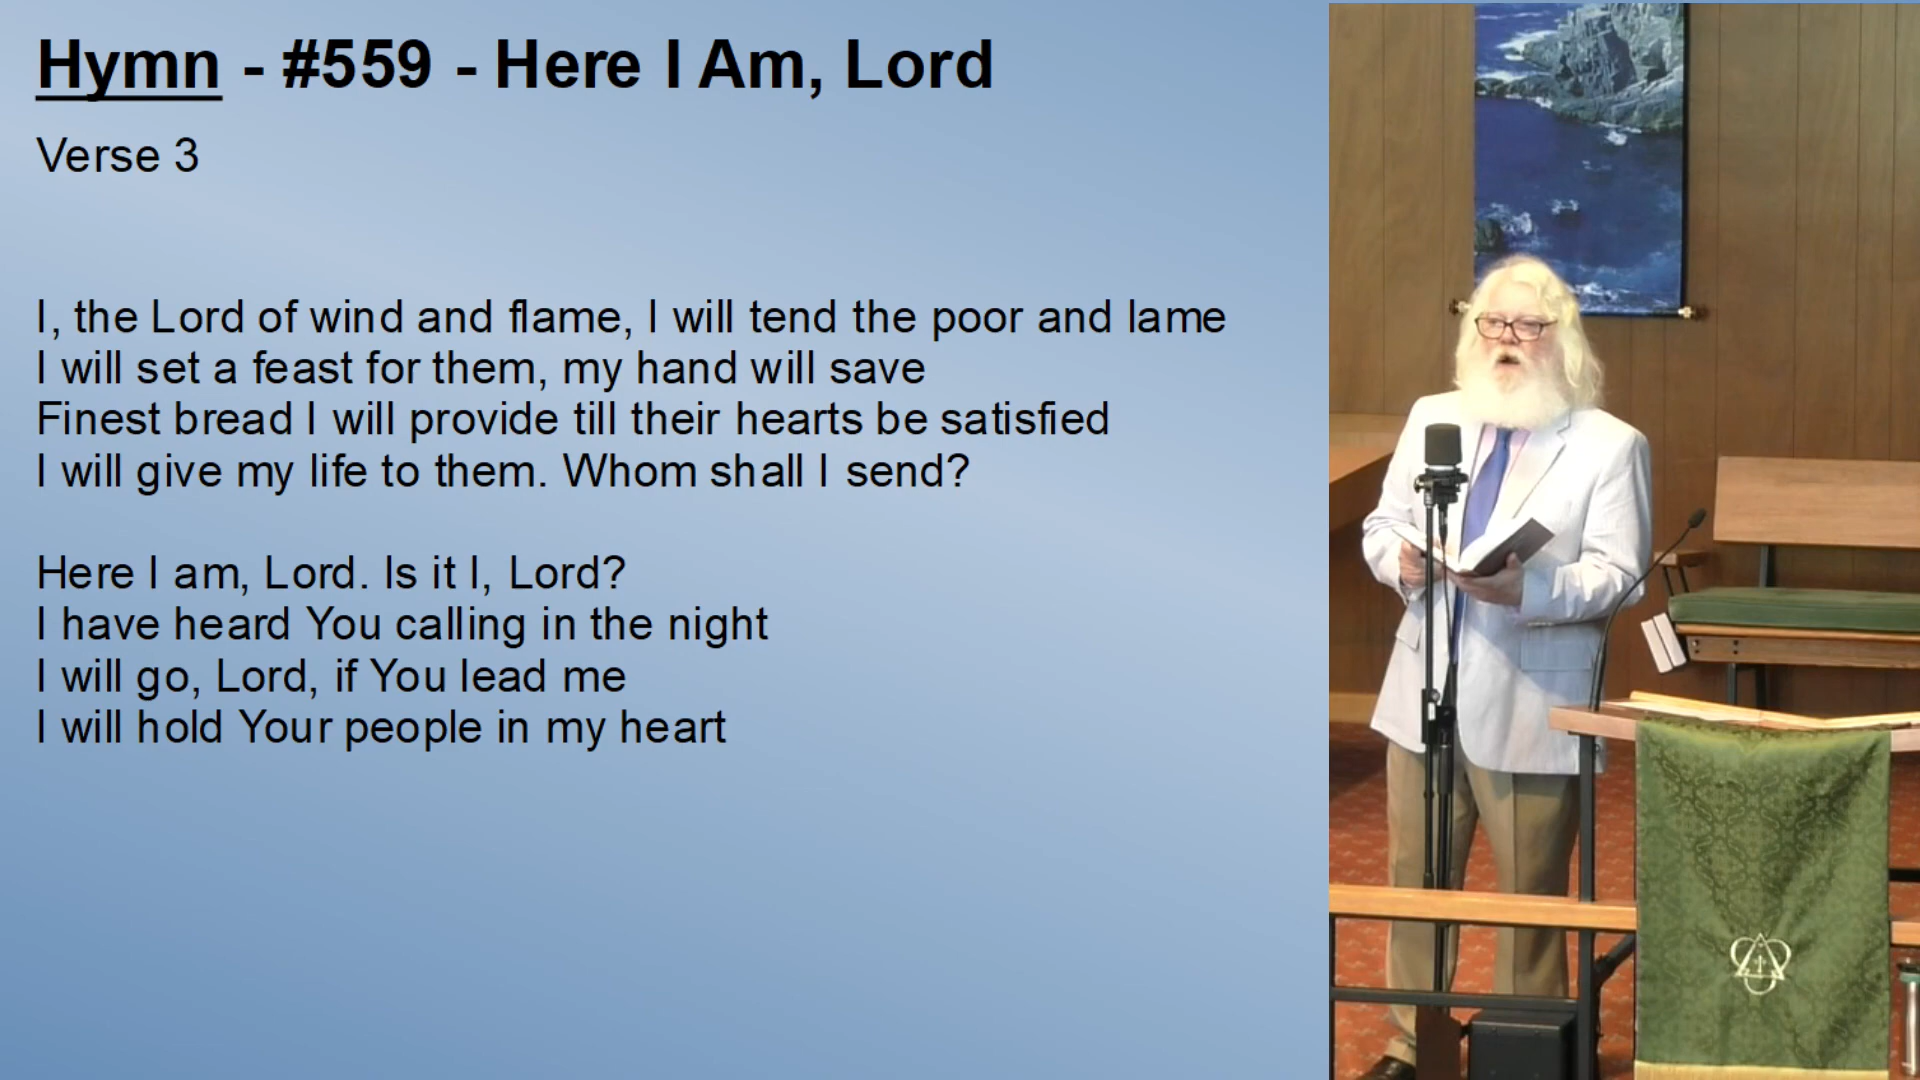 Hymn - #559 - Here I Am, Lord
Verse 3
I, the Lord of wind and flame, I will tend the poor and lame
I will set a feast for them, my hand will save
Finest bread I will provide till their hearts be satisfied
I will give my life to them. Whom shall I send?
Here I am, Lord. Is it I, Lord?
I have heard You calling in the night
I will go, Lord, if You lead me
I will hold Your people in my heart